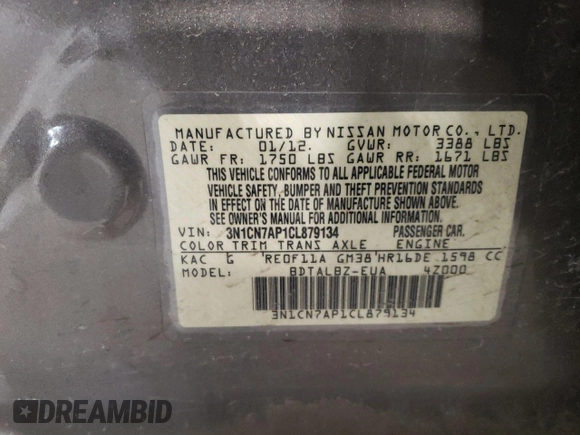 MANUFACTURED BY NISSAN MOTOR CO., LTD.
DATE: 01/12. GVWR: 3388 LBS
GAWR FR: 1750 LBS GAWR RR: 1671 LBS
THIS VEHICLE CONFORMS TO ALL APPLICABLE FEDERAL MOTOR
VEHICLE SAFETY, BUMPER AND THEFT PREVENTION STANDARDS
IN EFFECT ON THE DATE OF MANUFACTURE SHOWN ABOVE.
SEE OWNER'S MANUAL FOR ADDITIONAL INFORMATION.
VIN: 3N1CN7AP1CL879134 PASSENGER CAR.
COLOR TRIM TRANS AXLE ENGINE
KAC G RE0F11A GM38 HR16DE 1598 CC
MODEL: BDTALBZ-EUA 4Z000
3N1CN7AP1CL879134
DREAMBID